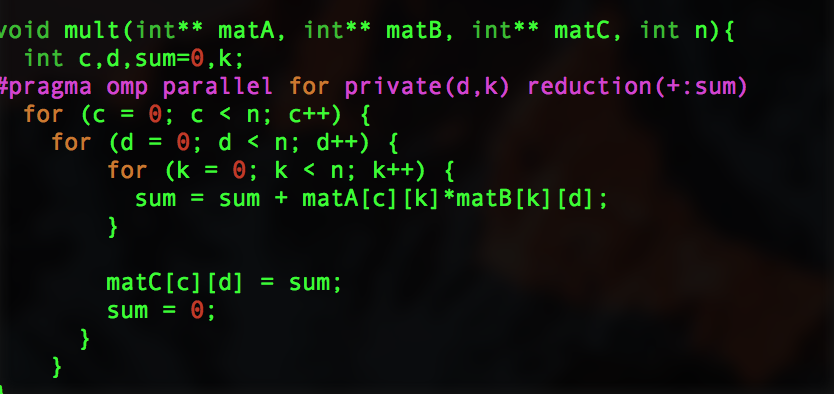 void mult(int** matA, int** matB, int** matC, int n){
int c,d,sum=0,k;
#pragma omp parallel for private(d,k) reduction(+:sum)
for (c = 0; c < n; c++) {
for (d = 0; d < n; d++) {
for (k = 0; k < n; k++) {
sum = sum + matA[c][k]*matB[k][d];
}
matC[c][d] = sum;
sum = 0;
}
}
}